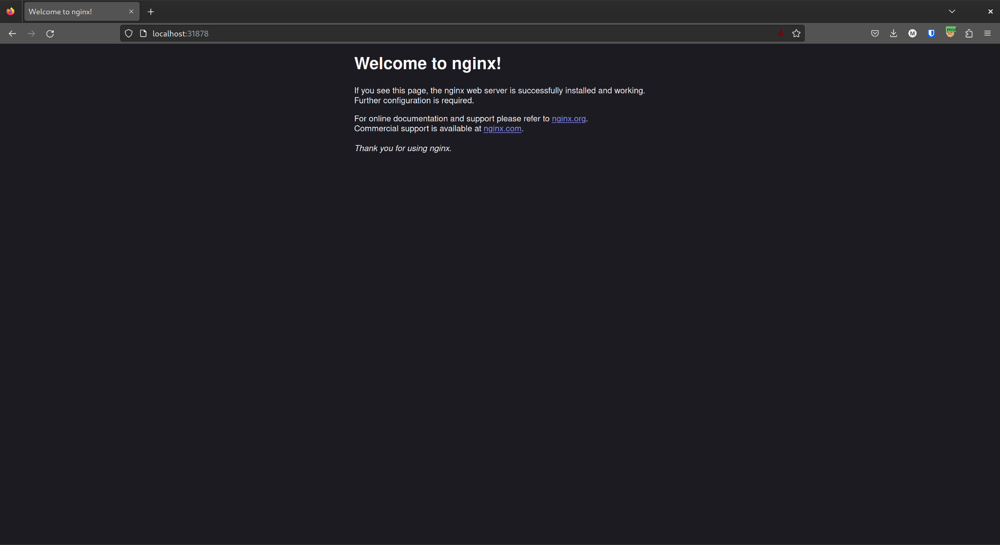 Welcome to nginx!
localhost:31878
4
M
misl
Welcome to nginx!
If you see this page, the nginx web server is successfully installed and working.
Further configuration is required.
For online documentation and support please refer to nginx.org.
Commercial support is available at nginx.com.
Thank you for using nginx.